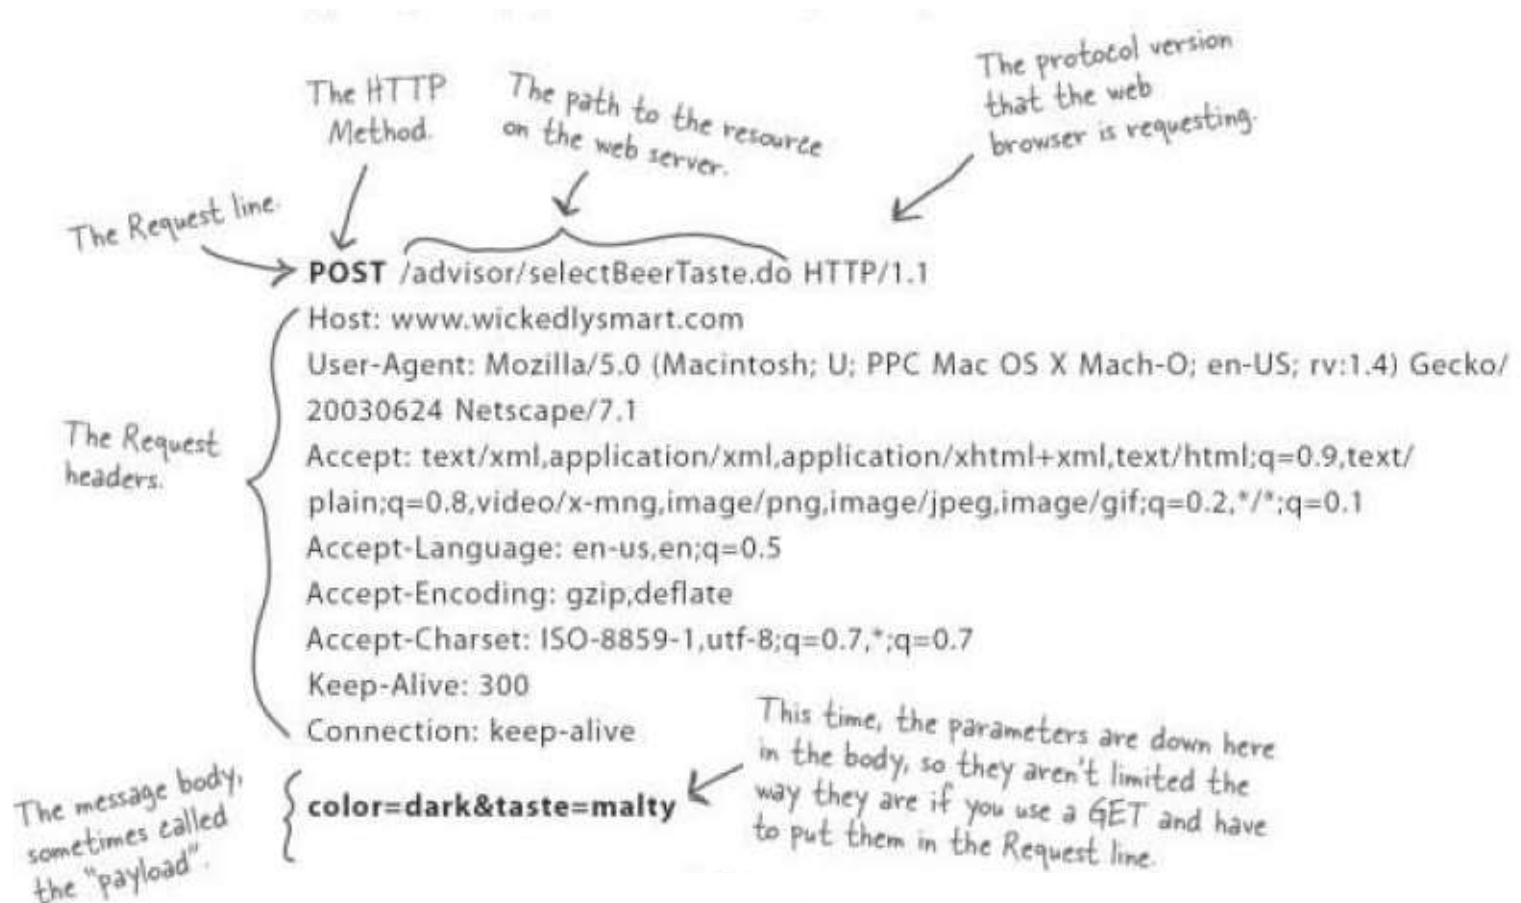 The HTTP
Method.
The path to the resource
on the web server.
The protocol version
that the web
browser is requesting.
The Request line.
POST /advisor/selectBeerTaste.do HTTP/1.1
Host: www.wickedlysmart.com
User-Agent: Mozilla/5.0 (Macintosh; U; PPC Mac OS X Mach-O; en-US; rv:1.4) Gecko/
20030624 Netscape/7.1
Accept: text/xml,application/xml,application/xhtml+xml,text/html;q=0.9,text/
plain;q=0.8,video/x-mng,image/png,image/jpeg,image/gif;q=0.2,*/*;q=0.1
Accept-Language: en-us,en;q=0.5
Accept-Encoding: gzip,deflate
Accept-Charset: ISO-8859-1,utf-8;q=0.7,*;q=0.7
Keep-Alive: 300
Connection: keep-alive
The Request
headers.
color=dark&taste=malty
The message body,
sometimes called
the "payload".
This time, the parameters are down here
in the body, so they aren't limited the
way they are if you use a GET and have
to put them in the Request line.